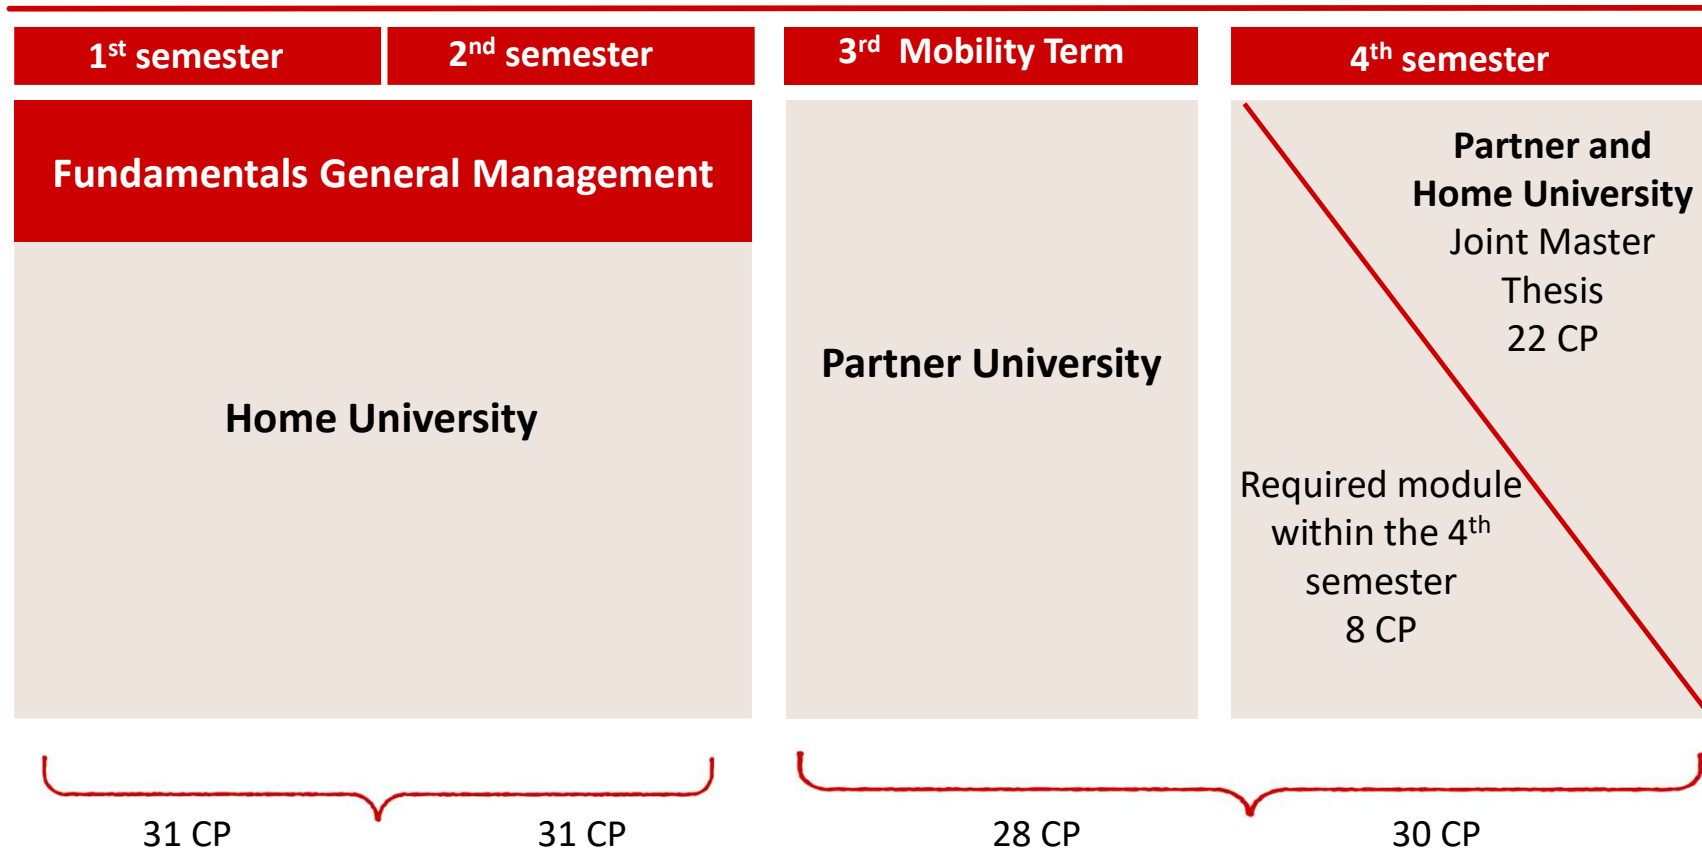 1st semester
2nd semester
3rd Mobility Term
4th semester
Fundamentals General Management
Home University
Partner University
Partner and
Home University
Joint Master
Thesis
22 CP
Required module
within the 4th
semester
8 CP
31 CP
31 CP
28 CP
30 CP